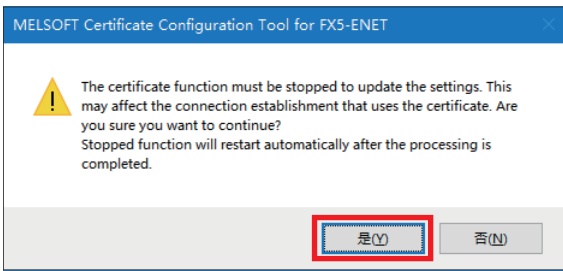 MELSOFT Certificate Configuration Tool for FX5-ENET
The certificate function must be stopped to update the settings. This
may affect the connection establishment that uses the certificate. Are
you sure you want to continue?
Stopped function will restart automatically after the processing is
completed.
是(Y)
否(N)